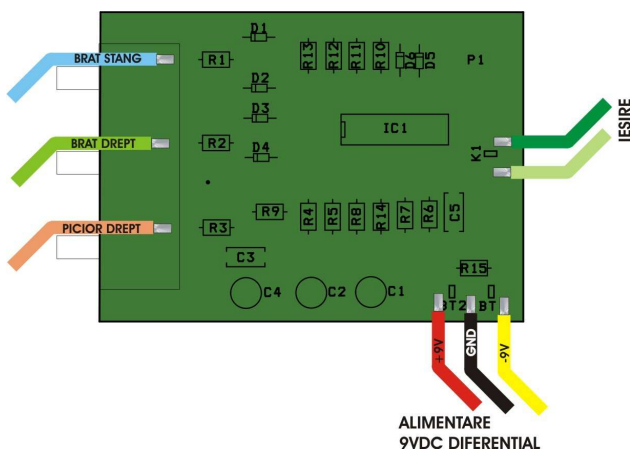 D1
BRAT STANG
R1
R13
R12
R11
R10
D6
D5
P1
D2
D3
IC1
IESIRE
BRAT DREPT
R2
D4
K1
PICIOR DREPT
R3
R9
R4
R5
R8
R14
R7
R6
C5
C3
R15
C4
C2
C1
BT2
BT
+9V
GND
-9V
ALIMENTARE
9VDC DIFERENTIAL